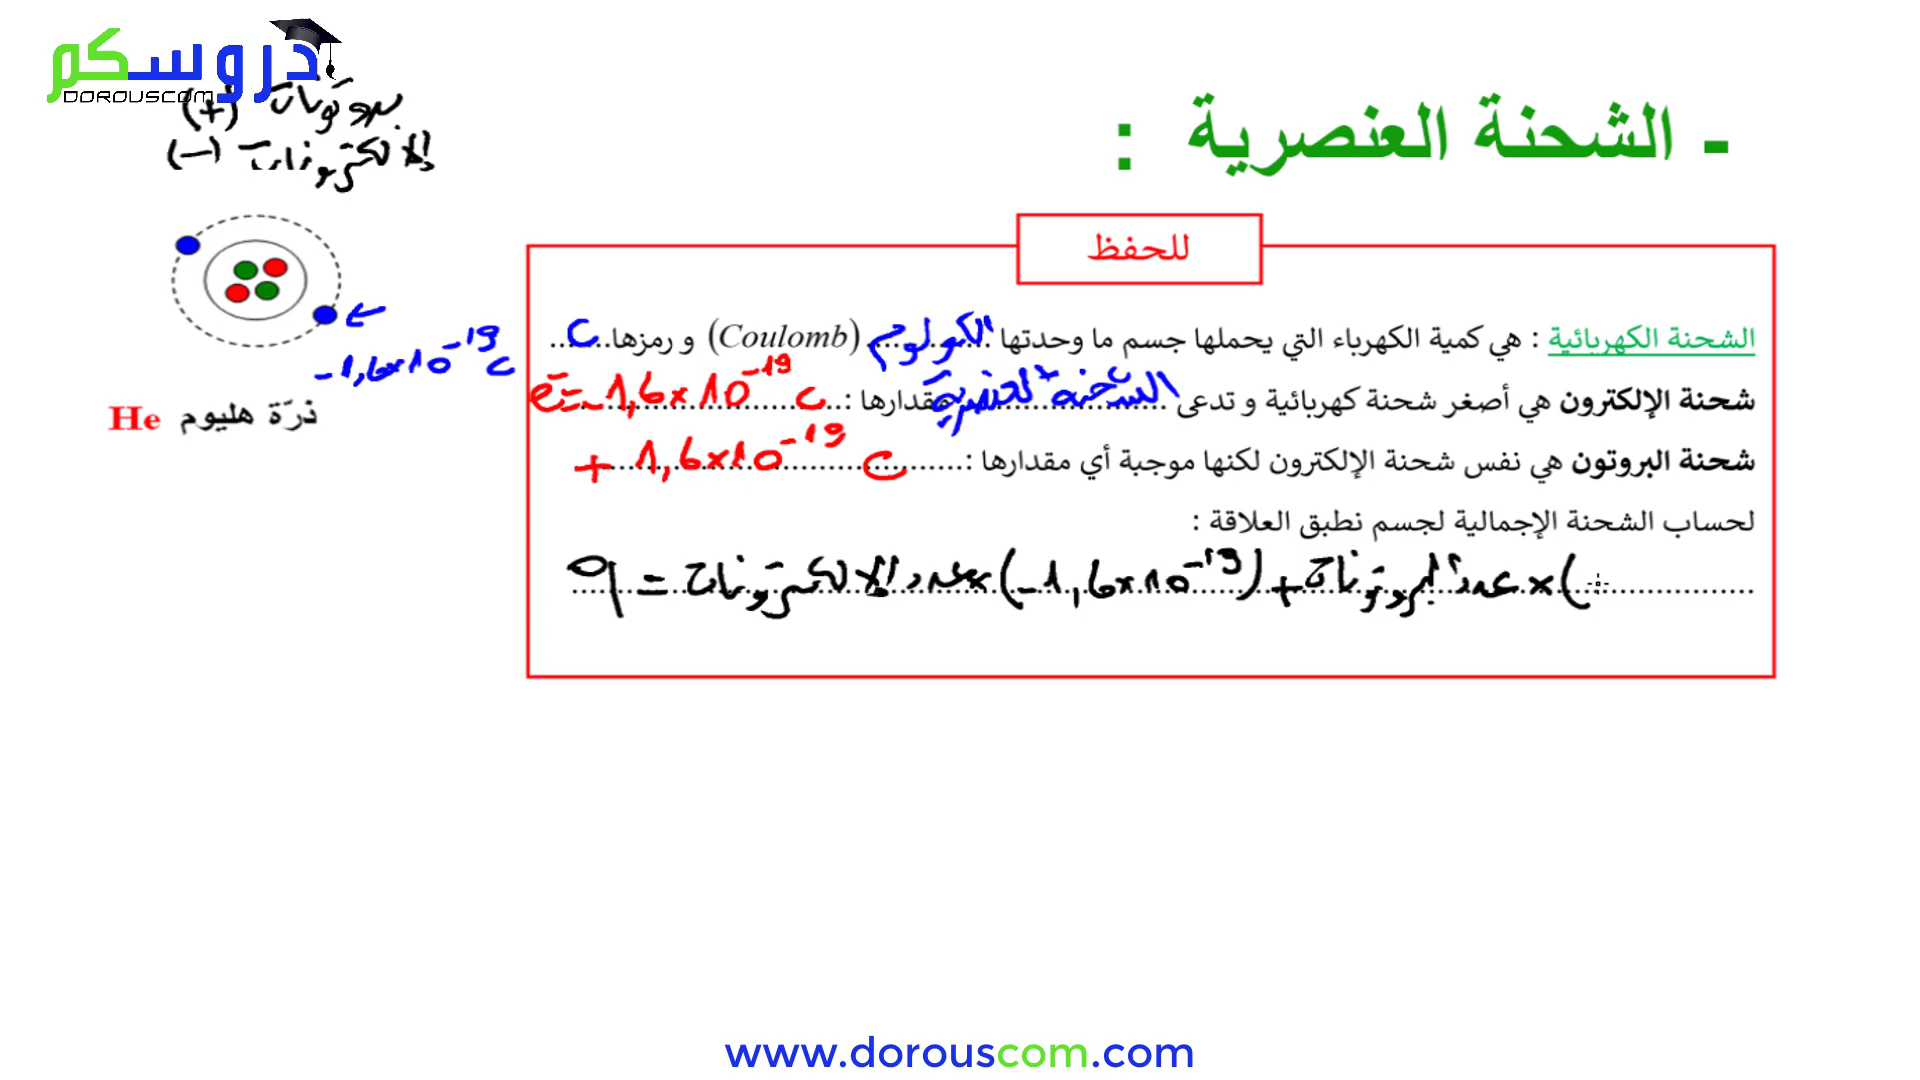 دروسكم
DOROUSCOM
بروتونات (+)
الإلكترونات (-)
- الشحنة العنصرية :
للحفظ
الشحنة الكهربائية : هي كمية الكهرباء التي يحملها جسم ما وحدتها الكولوم (Coulomb) و رمزها C
شحنة الإلكترون هي أصغر شحنة كهربائية و تدعى الشحنة العنصرية مقدارها : e⁻=-1,6×10⁻¹⁹ C
شحنة البروتون هي نفس شحنة الإلكترون لكنها موجبة أي مقدارها : +1,6×10⁻¹⁹ C
لحساب الشحنة الإجمالية لجسم نطبق العلاقة :
q = عدد الإلكترونات×(-1,6×10⁻¹⁹)+عدد البروتونات×(
-1,6×10⁻¹⁹ C
ذرّة هليوم He
www.dorouscom.com